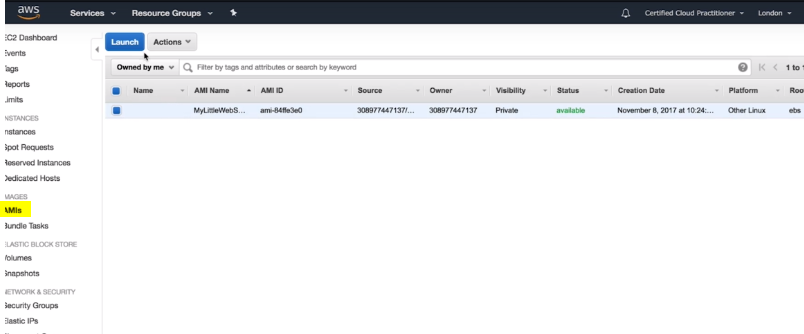 aws Services Resource Groups Certified Cloud Practitioner London
EC2 Dashboard
Events
Tags
Reports
Limits
INSTANCES
Instances
Spot Requests
Reserved Instances
Dedicated Hosts
IMAGES
AMIs
Bundle Tasks
ELASTIC BLOCK STORE
Volumes
Snapshots
NETWORK & SECURITY
Security Groups
Elastic IPs
Launch Actions
Owned by me Filter by tags and attributes or search by keyword 1 to 1
Name AMI Name AMI ID Source Owner Visibility Status Creation Date Platform Roo
MyLittleWebS... ami-84ffe3e0 308977447137/... 308977447137 Private available November 8, 2017 at 10:24:... Other Linux ebs